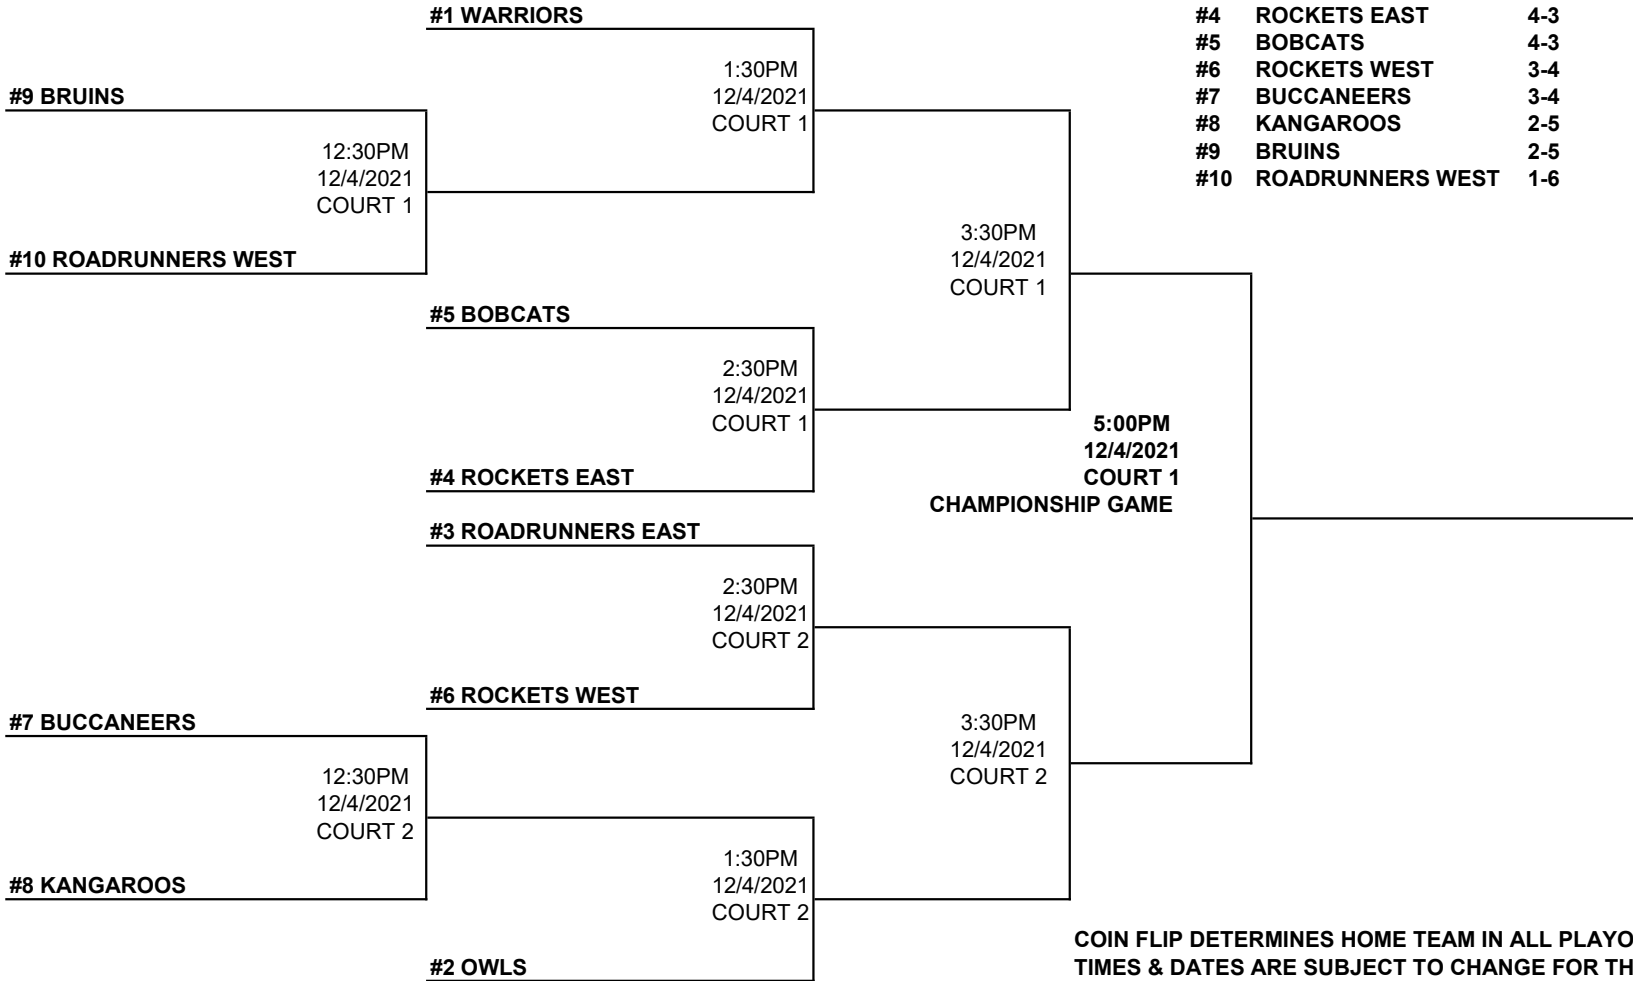 #1 WARRIORS
#4 ROCKETS EAST 4-3
#5 BOBCATS 4-3
#6 ROCKETS WEST 3-4
#7 BUCCANEERS 3-4
#8 KANGAROOS 2-5
#9 BRUINS 2-5
#10 ROADRUNNERS WEST 1-6
1:30PM
12/4/2021
COURT 1
#9 BRUINS
12:30PM
12/4/2021
COURT 1
#10 ROADRUNNERS WEST
3:30PM
12/4/2021
COURT 1
#5 BOBCATS
2:30PM
12/4/2021
COURT 1
#4 ROCKETS EAST
5:00PM
12/4/2021
COURT 1
CHAMPIONSHIP GAME
#3 ROADRUNNERS EAST
2:30PM
12/4/2021
COURT 2
#6 ROCKETS WEST
#7 BUCCANEERS
3:30PM
12/4/2021
COURT 2
12:30PM
12/4/2021
COURT 2
#8 KANGAROOS
1:30PM
12/4/2021
COURT 2
#2 OWLS
COIN FLIP DETERMINES HOME TEAM IN ALL PLAYO
TIMES & DATES ARE SUBJECT TO CHANGE FOR TH